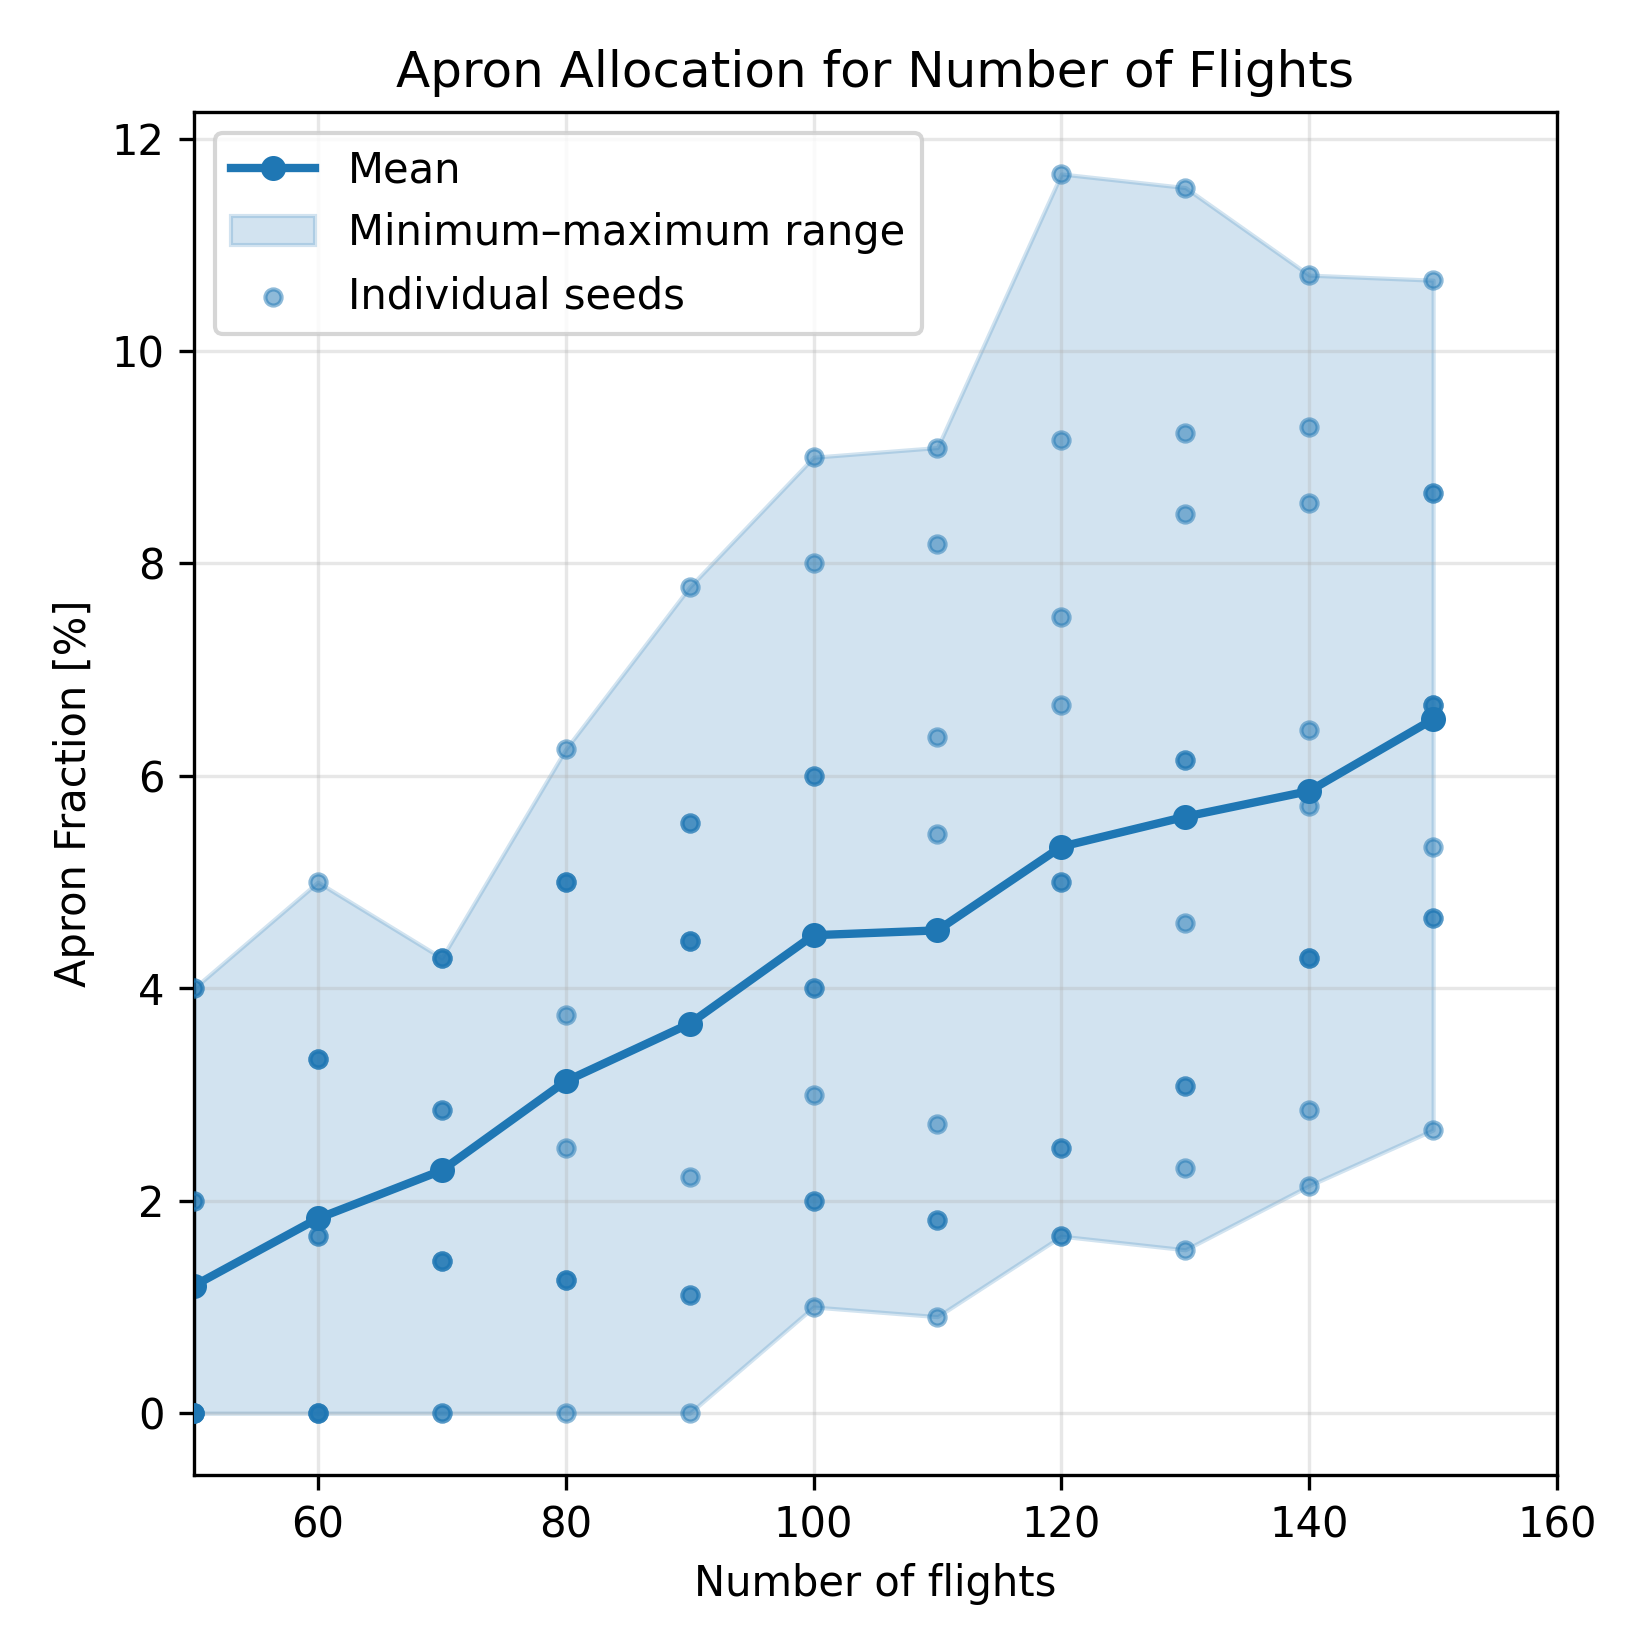 Apron Allocation for Number of Flights
Mean
Minimum–maximum range
Individual seeds
12
10
8
6
4
2
0
Apron Fraction [%]
60 80 100 120 140 160
Number of flights